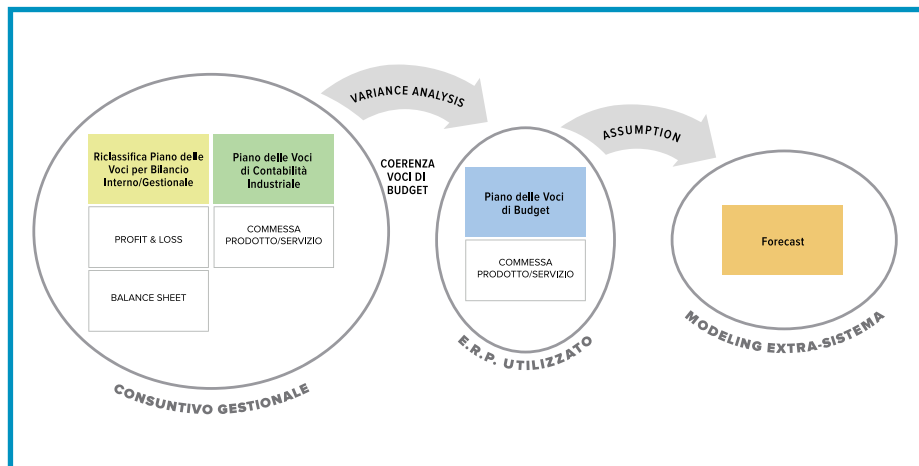 VARIANCE ANALYSIS
ASSUMPTION
Riclassifica Piano delle
Voci per Bilancio
Interno/Gestionale
Piano delle Voci
di Contabilità
Industriale
COERENZA
VOCI DI
BUDGET
Piano delle Voci
di Budget
Forecast
PROFIT & LOSS
COMMESSA
PRODOTTO/SERVIZIO
COMMESSA
PRODOTTO/SERVIZIO
BALANCE SHEET
CONSUNTIVO GESTIONALE
E.R.P. UTILIZZATO
MODELING EXTRA-SISTEMA